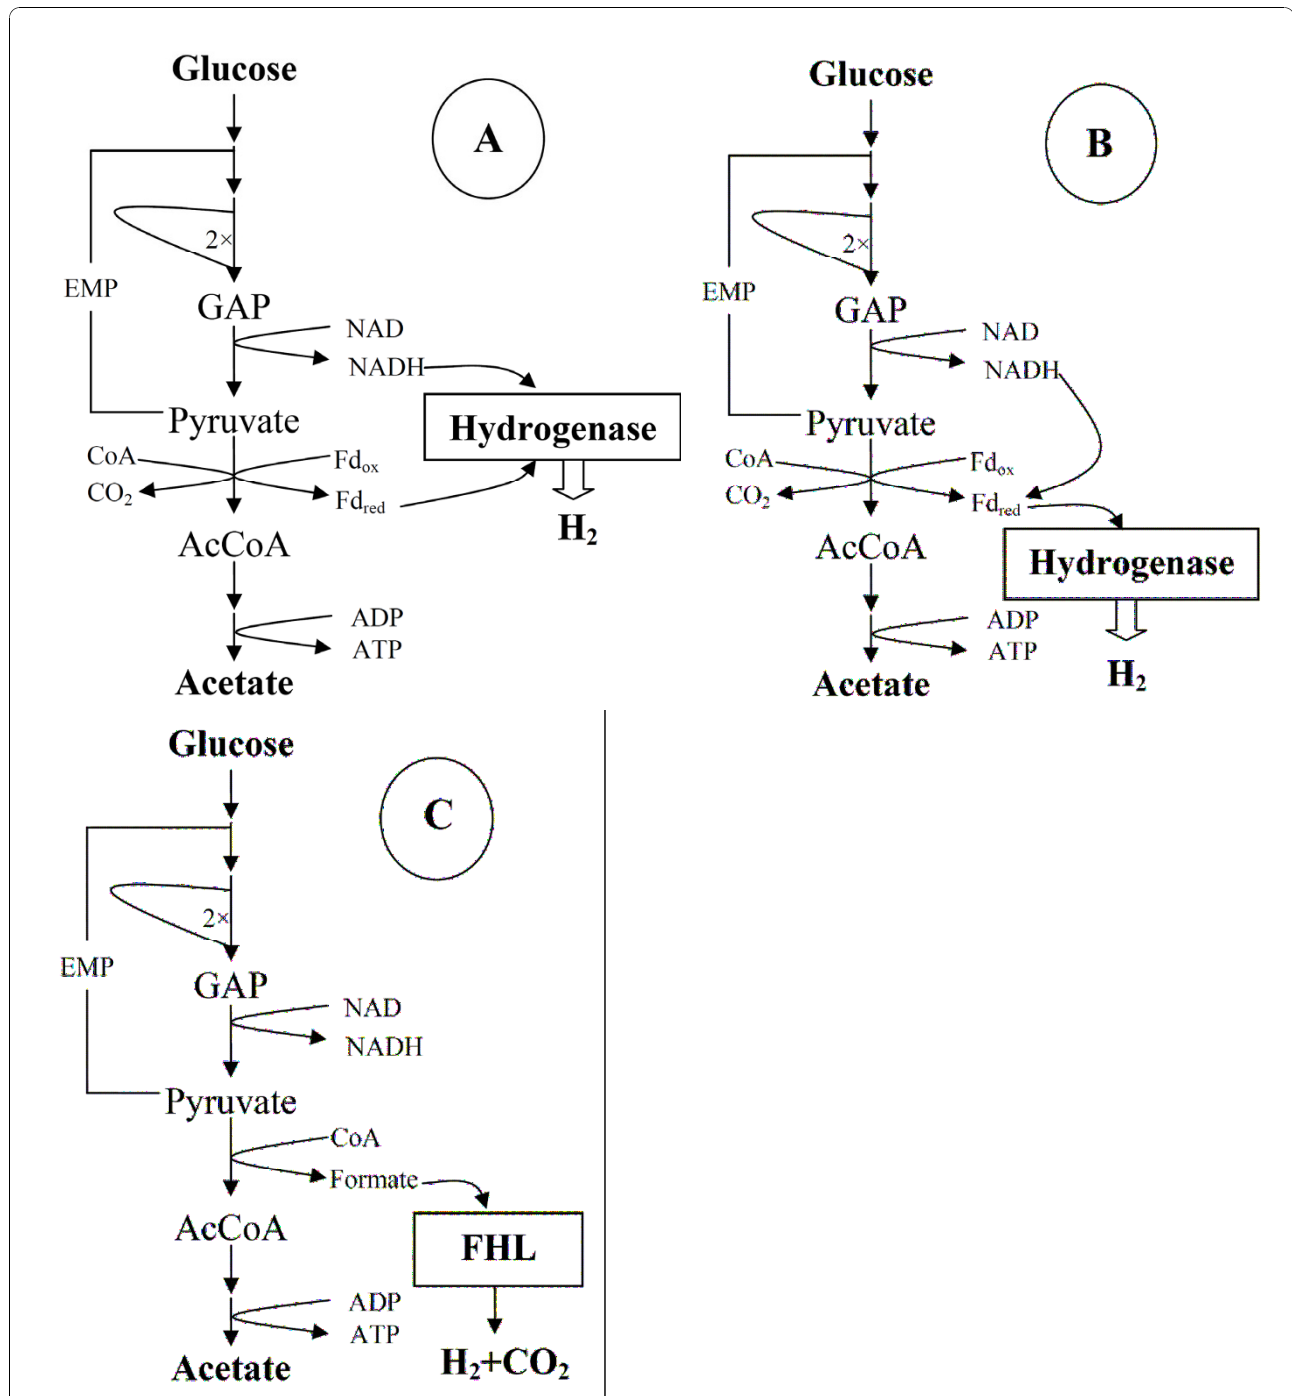 Glucose
A
2×
EMP
GAP
NAD
NADH
Hydrogenase
Pyruvate
CoA
Fdox
CO2
Fdred
H2
AcCoA
ADP
ATP
Acetate
Glucose
B
2×
EMP
GAP
NAD
NADH
Pyruvate
CoA
Fdox
CO2
Fdred
AcCoA
Hydrogenase
ADP
ATP
H2
Acetate
Glucose
C
2×
EMP
GAP
NAD
NADH
Pyruvate
CoA
Formate
AcCoA
FHL
ADP
ATP
H2+CO2
Acetate